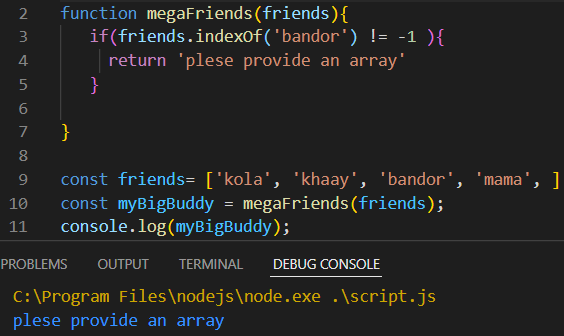 2 function megaFriends(friends){
3 if(friends.indexOf('bandor') != -1 ){
4 return 'plese provide an array'
5 }
6
7 }
8
9 const friends= ['kola', 'khaay', 'bandor', 'mama', ]
10 const myBigBuddy = megaFriends(friends);
11 console.log(myBigBuddy);
PROBLEMS OUTPUT TERMINAL DEBUG CONSOLE
C:\Program Files\nodejs\node.exe .\script.js
plese provide an array